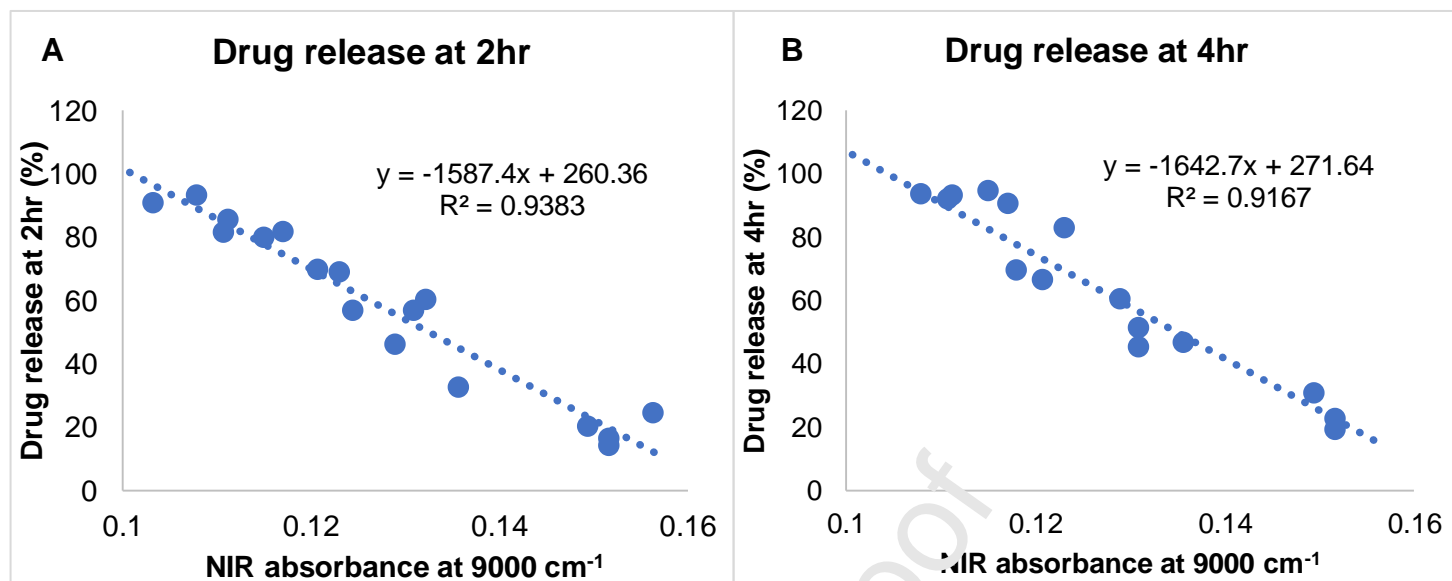 A
Drug release at 2hr
Drug release at 2hr (%)
120
100
80
60
40
20
0
y = -1587.4x + 260.36
R² = 0.9383
0.1
0.12
0.14
0.16
NIR absorbance at 9000 cm⁻¹
B
Drug release at 4hr
Drug release at 4hr (%)
120
100
80
60
40
20
0
y = -1642.7x + 271.64
R² = 0.9167
0.1
0.12
0.14
0.16
NIR absorbance at 9000 cm⁻¹
oof